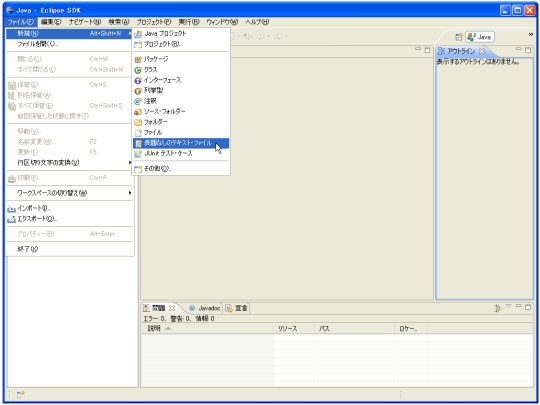 Java - Eclipse SDK
ファイル(F) 編集(E) ナビゲート(N) 検索(A) プロジェクト(P) 実行(R) ウィンドウ(W) ヘルプ(H)
新規(N) Alt+Shift+N
ファイルを開く(.)...
閉じる(C) Ctrl+W
すべて閉じる(L) Ctrl+Shift+W
保管(S) Ctrl+S
別名保管(A)...
すべて保管(E) Ctrl+Shift+S
前回保管した状態に戻す(T)
移動(V)...
名前変更(M)... F2
更新(F) F5
行区切り文字の変換(V)
印刷(P)... Ctrl+P
ワークスペースの切り替え(W)
インポート(I)...
エクスポート(O)...
プロパティー(R) Alt+Enter
終了(X)
Java プロジェクト
プロジェクト(R)...
パッケージ
クラス
インターフェース
列挙型
注釈
ソース・フォルダー
フォルダー
ファイル
表題なしのテキスト・ファイル
JUnit テスト・ケース
その他(O)...
Java
アウトライン
表示するアウトラインはありません。
問題 Javadoc 宣言
エラー: 0、警告: 0、情報: 0
説明 リソース パス ロケー...